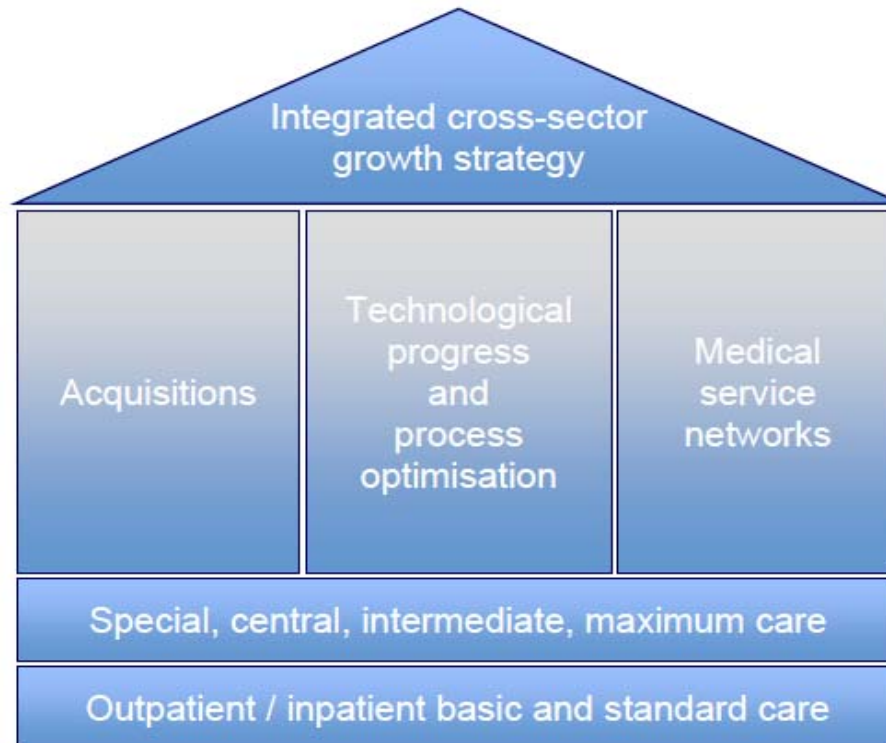 Integrated cross-sector
growth strategy
Acquisitions
Technological
progress
and
process
optimisation
Medical
service
networks
Special, central, intermediate, maximum care
Outpatient / inpatient basic and standard care